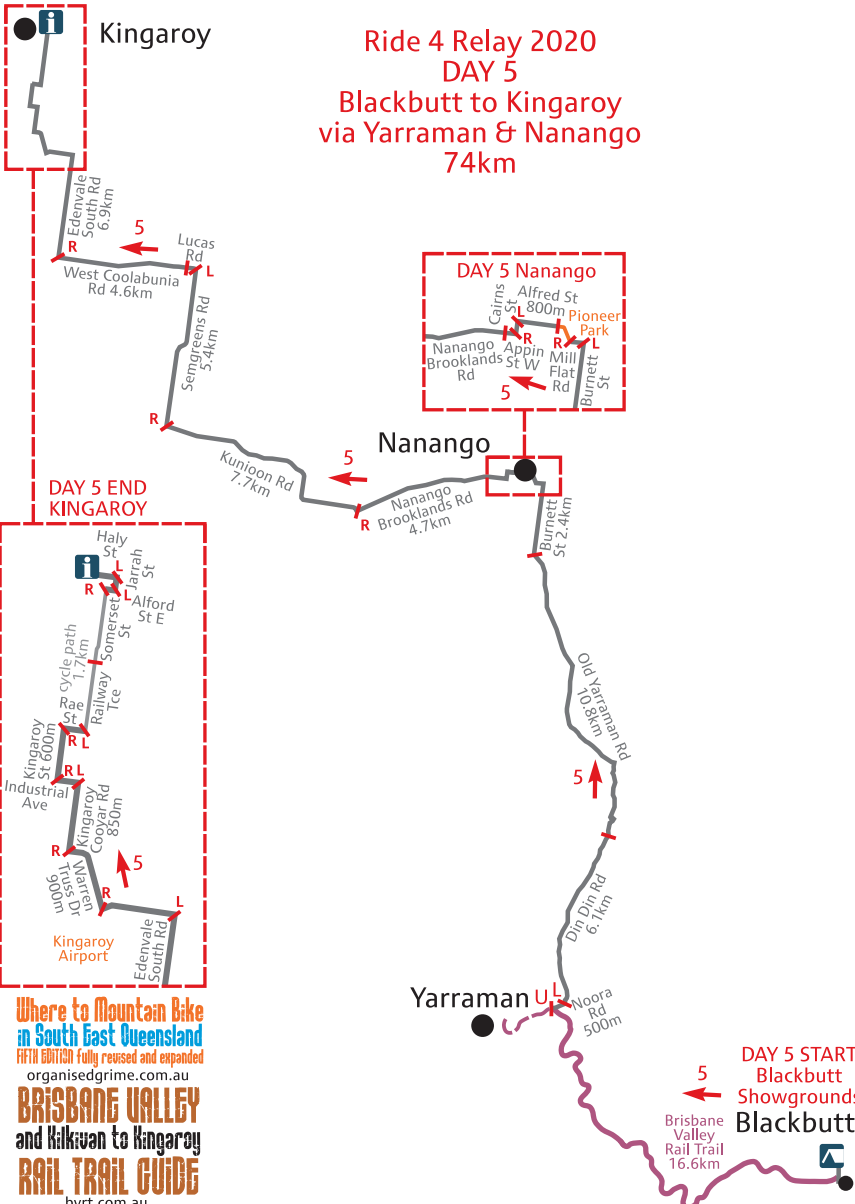 Kingaroy
Ride 4 Relay 2020
DAY 5
Blackbutt to Kingaroy
via Yarraman & Nanango
74km
Edenvale
South Rd
6.9km
R
5
Lucas
Rd
L
West Coolabunia
Rd 4.6km
Semgreens Rd
5.4km
R
DAY 5 Nanango
Cairns
St
L
Alfred St
800m
Pioneer
Park
R
R
L
Nanango
Brooklands
Rd
Appin
St W
Mill
Flat
Rd
Burnett
St
5
Nanango
Kunioon Rd
7.7km
5
R
Nanango
Brooklands Rd
4.7km
Burnett
St 2.4km
DAY 5 END
KINGAROY
Haly
St
i
L
Jarrah
St
R
L
Alford
St E
Somerset
St
cycle path
1.7km
Railway
Tce
Rae
St
R L
Kingaroy
St 600m
R L
Industrial
Ave
Kingaroy
Cooyar Rd
850m
R
Warren
Truss Dr
900m
5
R
L
Kingaroy
Airport
Edenvale
South Rd
Old Yarraman Rd
10.8km
5
Din Din Rd
6.1km
Yarraman
U L
Noora
Rd
500m
DAY 5 START
Blackbutt
Showgrounds
Blackbutt
5
Brisbane
Valley
Rail Trail
16.6km
Where to Mountain Bike
in South East Queensland
FIFTH EDITION fully revised and expanded
organisedgrime.com.au
BRISBANE VALLEY
and Kilkivan to Kingaroy
RAIL TRAIL GUIDE
bvrt.com.au